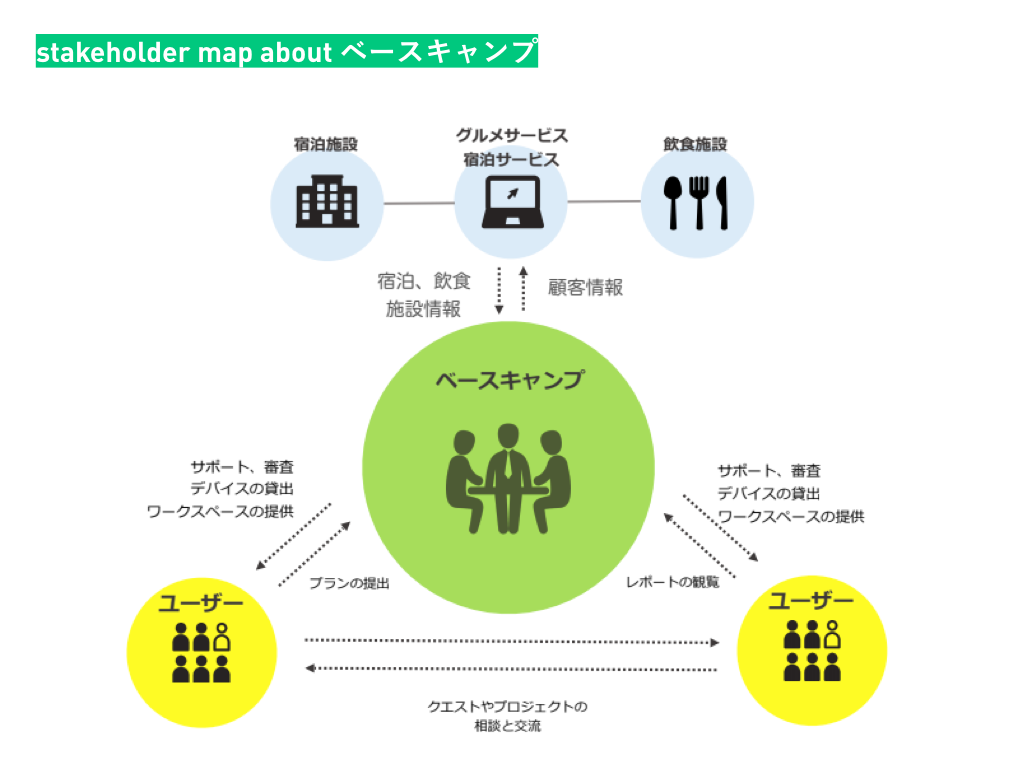 stakeholder map about ベースキャンプ
宿泊施設
グルメサービス
宿泊サービス
飲食施設
宿泊、飲食
施設情報
顧客情報
ベースキャンプ
サポート、審査
デバイスの貸出
ワークスペースの提供
サポート、審査
デバイスの貸出
ワークスペースの提供
プランの提出
レポートの観覧
ユーザー
ユーザー
クエストやプロジェクトの
相談と交流